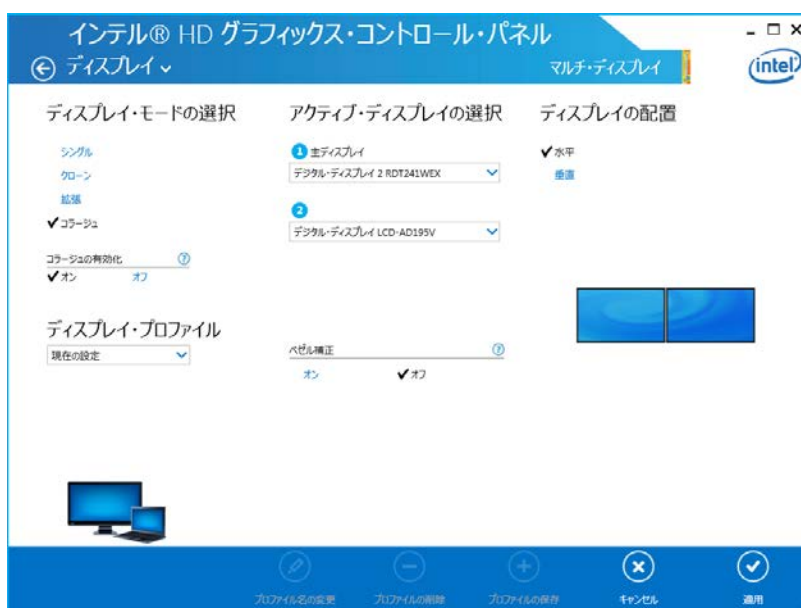 インテル® HD グラフィックス・コントロール・パネル
ディスプレイ
マルチ・ディスプレイ
intel
ディスプレイ・モードの選択
シングル
クローン
拡張
コラージュ
コラージュの有効化 ?
オン オフ
ディスプレイ・プロファイル
現在の設定
アクティブ・ディスプレイの選択
1 主ディスプレイ
デジタル・ディスプレイ 2 RDT241WEX
2
デジタル・ディスプレイ LCD-AD195V
ベゼル補正 ?
オン オフ
ディスプレイの配置
水平
垂直
プロファイル名の変更
プロファイルの削除
プロファイルの保存
キャンセル
適用